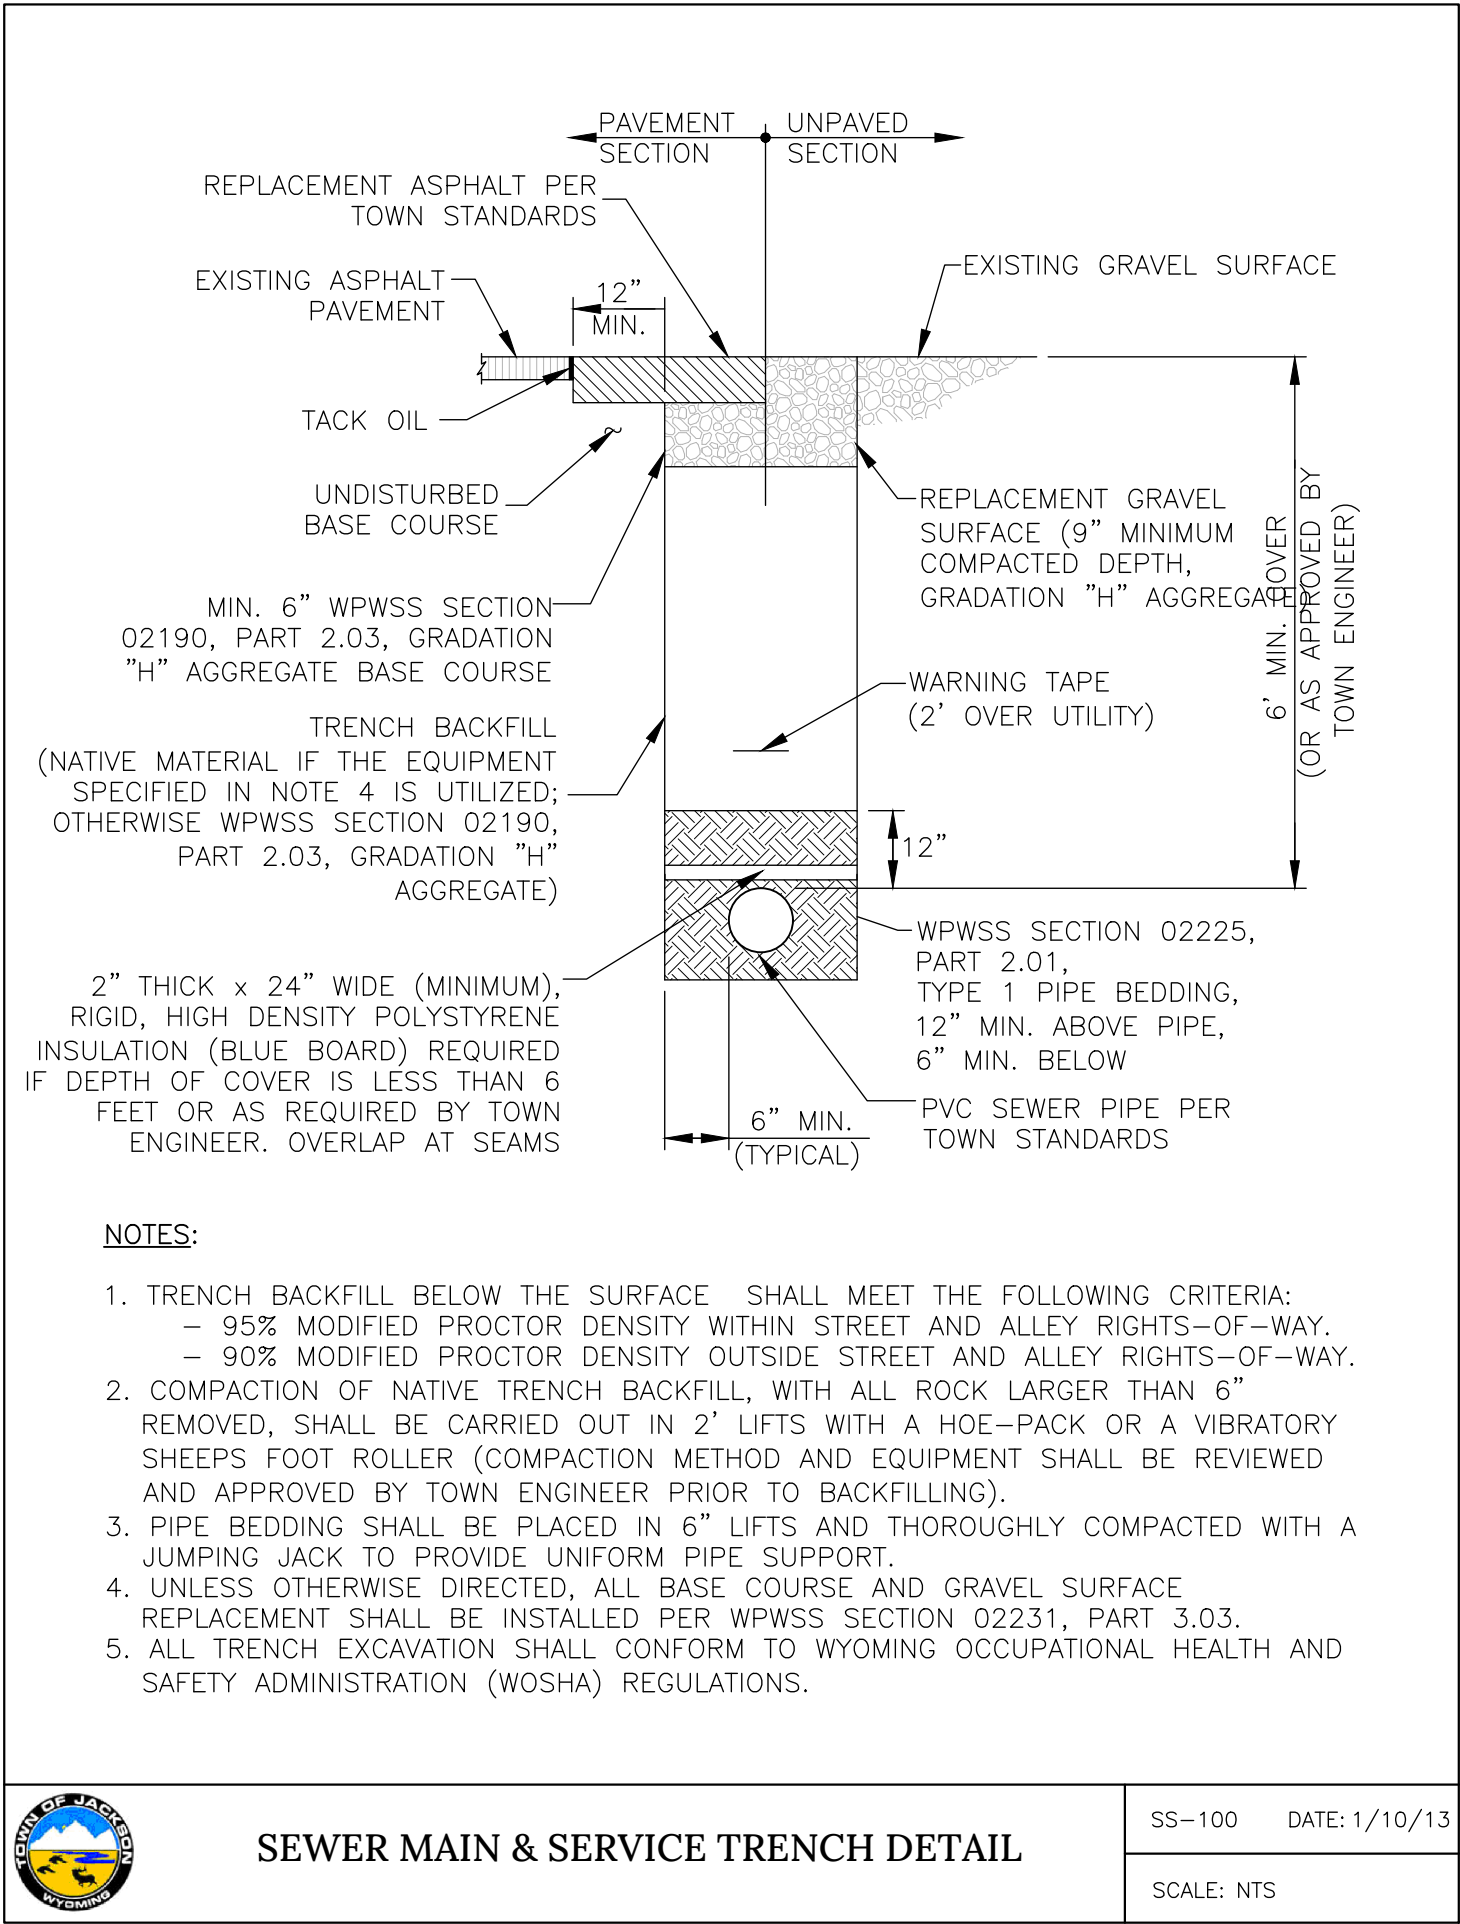 PAVEMENT
SECTION
UNPAVED
SECTION
REPLACEMENT ASPHALT PER
TOWN STANDARDS
EXISTING ASPHALT
PAVEMENT
12”
MIN.
EXISTING GRAVEL SURFACE
TACK OIL
UNDISTURBED
BASE COURSE
REPLACEMENT GRAVEL
SURFACE (9” MINIMUM
COMPACTED DEPTH,
GRADATION ”H” AGGREGATE)
6’ MIN. COVER
(OR AS APPROVED BY
TOWN ENGINEER)
MIN. 6” WPWSS SECTION
02190, PART 2.03, GRADATION
”H” AGGREGATE BASE COURSE
WARNING TAPE
(2’ OVER UTILITY)
TRENCH BACKFILL
(NATIVE MATERIAL IF THE EQUIPMENT
SPECIFIED IN NOTE 4 IS UTILIZED;
OTHERWISE WPWSS SECTION 02190,
PART 2.03, GRADATION ”H”
AGGREGATE)
12”
WPWSS SECTION 02225,
PART 2.01,
TYPE 1 PIPE BEDDING,
12” MIN. ABOVE PIPE,
6” MIN. BELOW
2” THICK x 24” WIDE (MINIMUM),
RIGID, HIGH DENSITY POLYSTYRENE
INSULATION (BLUE BOARD) REQUIRED
IF DEPTH OF COVER IS LESS THAN 6
FEET OR AS REQUIRED BY TOWN
ENGINEER. OVERLAP AT SEAMS
6” MIN.
(TYPICAL)
PVC SEWER PIPE PER
TOWN STANDARDS
NOTES:
1. TRENCH BACKFILL BELOW THE SURFACE SHALL MEET THE FOLLOWING CRITERIA:
– 95% MODIFIED PROCTOR DENSITY WITHIN STREET AND ALLEY RIGHTS–OF–WAY.
– 90% MODIFIED PROCTOR DENSITY OUTSIDE STREET AND ALLEY RIGHTS–OF–WAY.
2. COMPACTION OF NATIVE TRENCH BACKFILL, WITH ALL ROCK LARGER THAN 6”
REMOVED, SHALL BE CARRIED OUT IN 2’ LIFTS WITH A HOE–PACK OR A VIBRATORY
SHEEPS FOOT ROLLER (COMPACTION METHOD AND EQUIPMENT SHALL BE REVIEWED
AND APPROVED BY TOWN ENGINEER PRIOR TO BACKFILLING).
3. PIPE BEDDING SHALL BE PLACED IN 6” LIFTS AND THOROUGHLY COMPACTED WITH A
JUMPING JACK TO PROVIDE UNIFORM PIPE SUPPORT.
4. UNLESS OTHERWISE DIRECTED, ALL BASE COURSE AND GRAVEL SURFACE
REPLACEMENT SHALL BE INSTALLED PER WPWSS SECTION 02231, PART 3.03.
5. ALL TRENCH EXCAVATION SHALL CONFORM TO WYOMING OCCUPATIONAL HEALTH AND
SAFETY ADMINISTRATION (WOSHA) REGULATIONS.
TOWN OF JACKSON
WYOMING
SEWER MAIN & SERVICE TRENCH DETAIL
SS–100 DATE: 1/10/13
SCALE: NTS